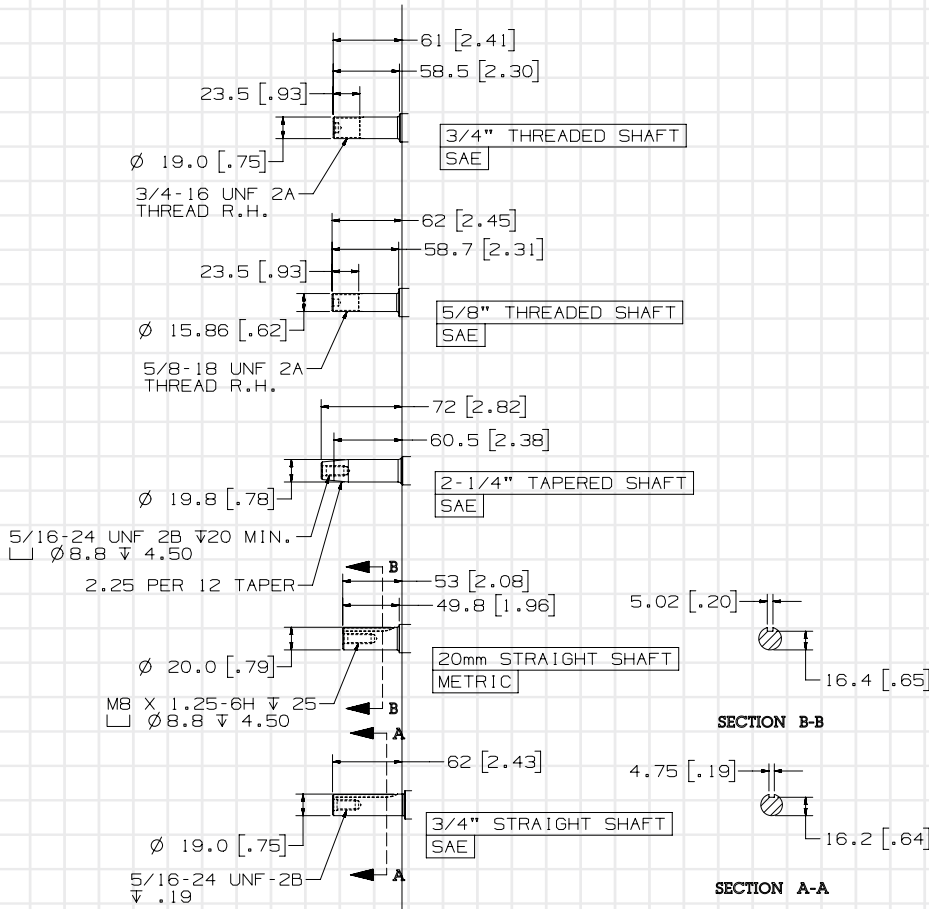 61 [2.41]
58.5 [2.30]
23.5 [.93]
3/4" THREADED SHAFT
SAE
Ø 19.0 [.75]
3/4-16 UNF 2A
THREAD R.H.
62 [2.45]
58.7 [2.31]
23.5 [.93]
5/8" THREADED SHAFT
SAE
Ø 15.86 [.62]
5/8-18 UNF 2A
THREAD R.H.
72 [2.82]
60.5 [2.38]
2-1/4" TAPERED SHAFT
SAE
Ø 19.8 [.78]
5/16-24 UNF 2B ↧20 MIN.
⌴ Ø8.8 ↧ 4.50
2.25 PER 12 TAPER
B
53 [2.08]
49.8 [1.96]
5.02 [.20]
20mm STRAIGHT SHAFT
METRIC
Ø 20.0 [.79]
16.4 [.65]
M8 X 1.25-6H ↧ 25
⌴ Ø8.8 ↧ 4.50
B
SECTION B-B
A
62 [2.43]
4.75 [.19]
3/4" STRAIGHT SHAFT
SAE
Ø 19.0 [.75]
16.2 [.64]
5/16-24 UNF-2B
↧ .19
A
SECTION A-A